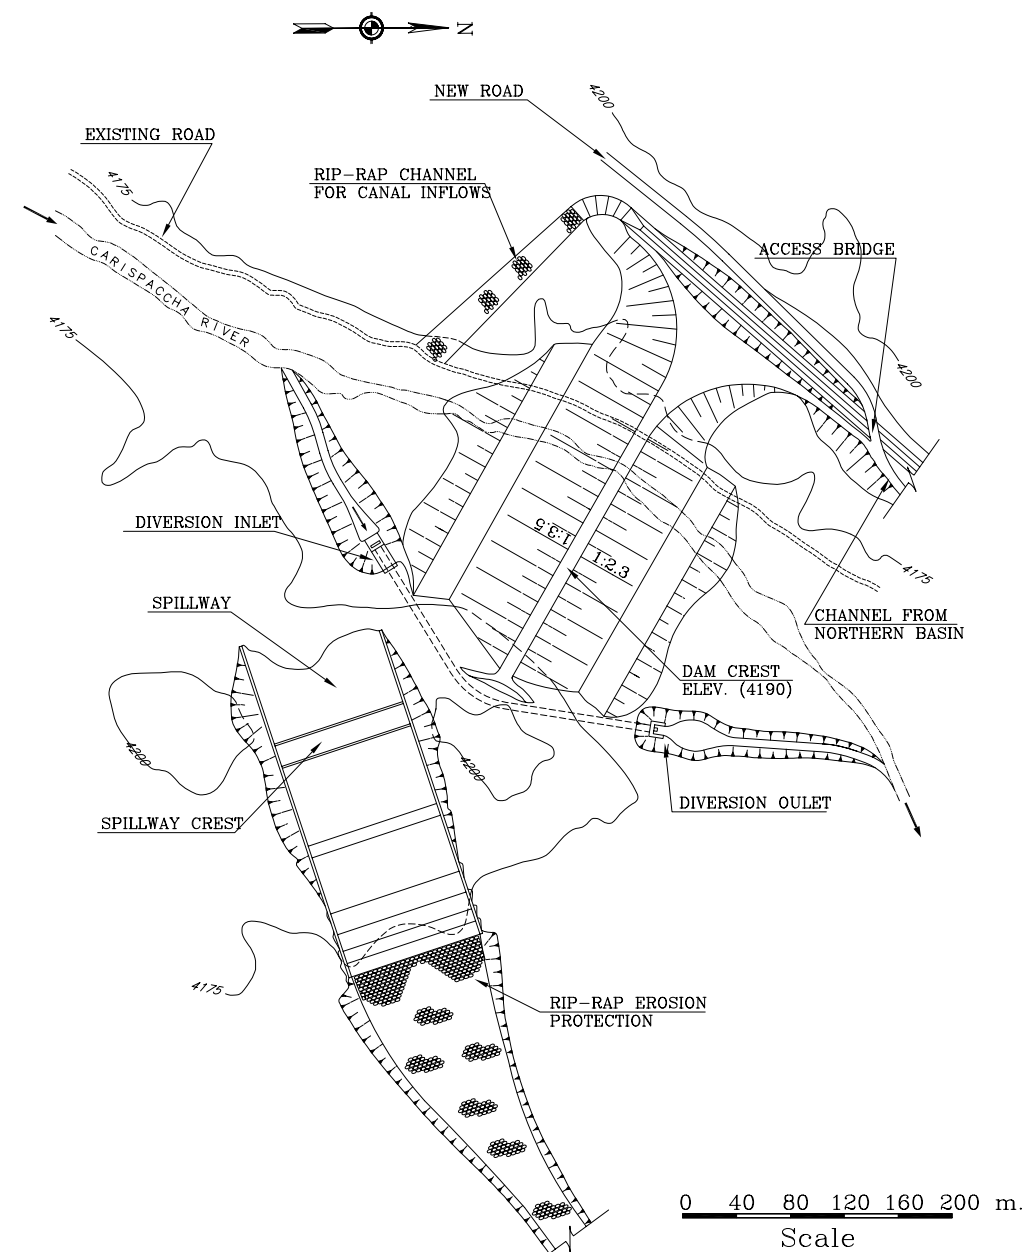 N
NEW ROAD
4200
EXISTING ROAD
4175
RIP-RAP CHANNEL
FOR CANAL INFLOWS
ACCESS BRIDGE
CARISPACCHA RIVER
4175
4200
DIVERSION INLET
1:3.5
1:2.3
4175
SPILLWAY
CHANNEL FROM
NORTHERN BASIN
DAM CREST
ELEV. (4190)
4200
4200
DIVERSION OULET
SPILLWAY CREST
4175
RIP-RAP EROSION
PROTECTION
0 40 80 120 160 200 m.
Scale